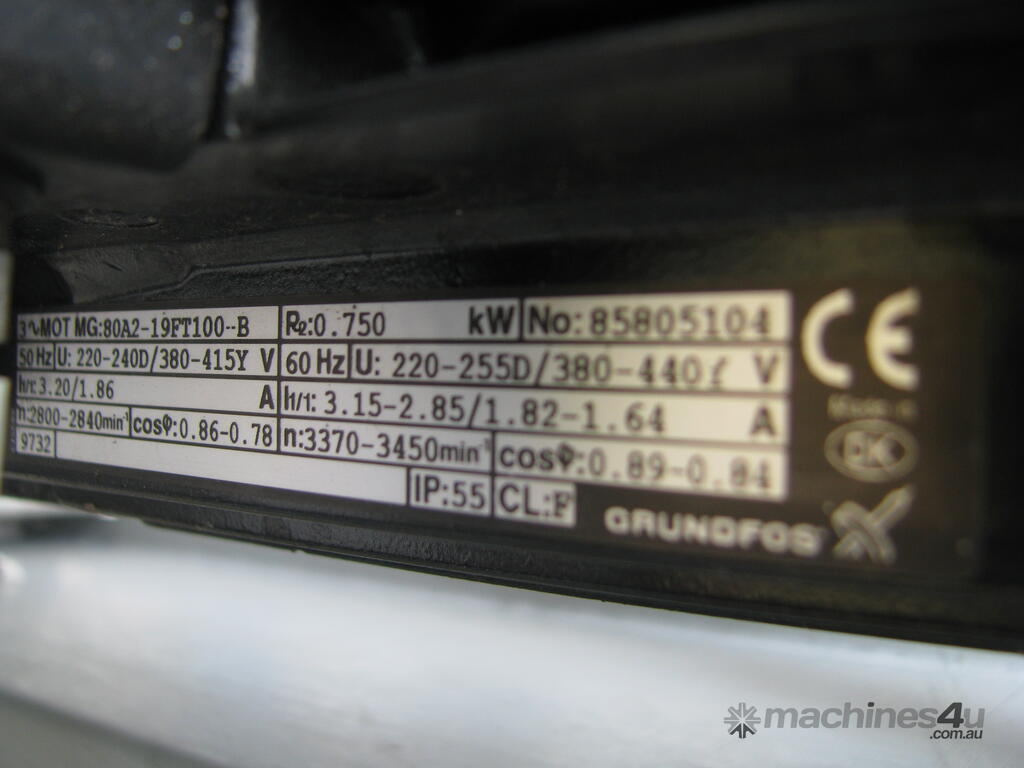 3~MOT MG:80A2-19FT100--B P2:0.750 kW No:85805104
50 Hz U: 220-240D/380-415Y V 60 Hz U: 220-255D/380-440Y V
I1/1: 3.20/1.86 A I1/1: 3.15-2.85/1.82-1.64 A
n:2800-2840min⁻¹ cosφ:0.86-0.78 n:3370-3450min⁻¹ cosφ:0.89-0.84
9732
IP:55 CL:F
CE
Made in
DK
GRUNDFOS
machines4u
.com.au